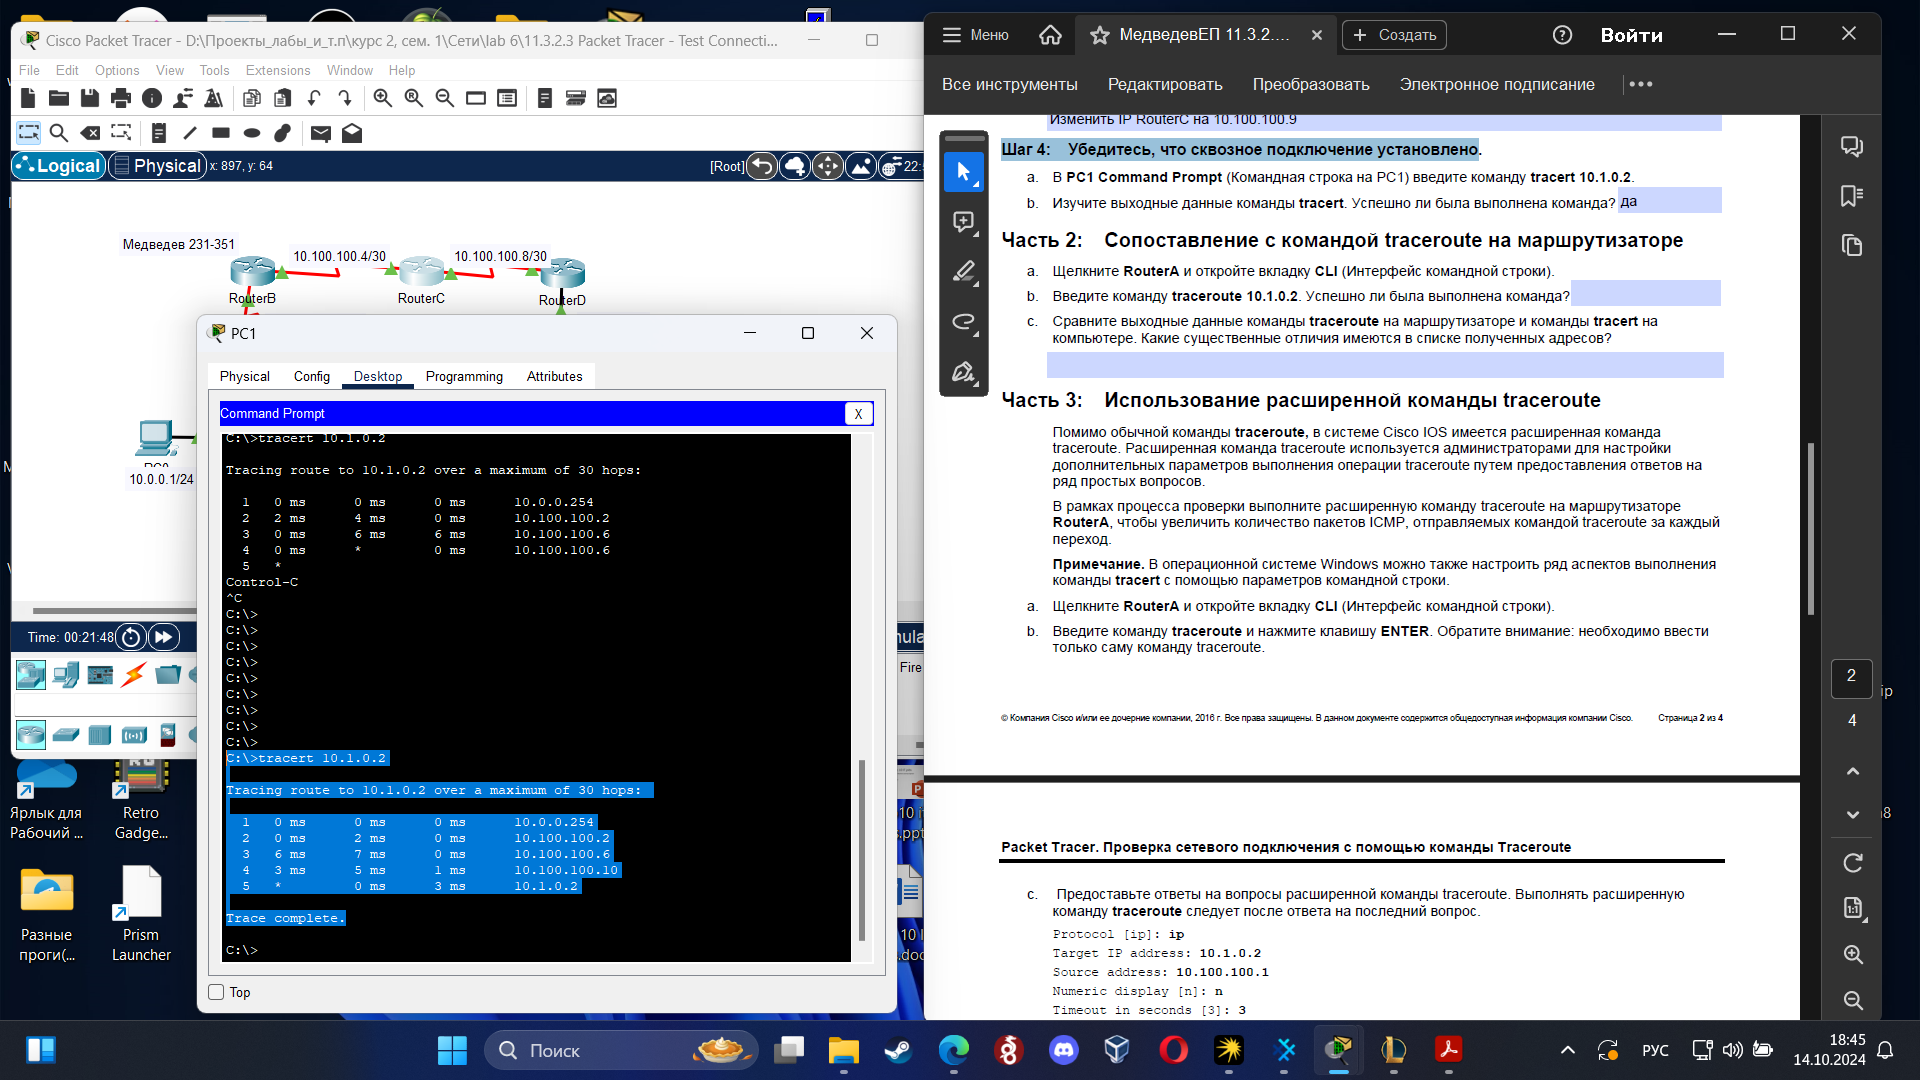 Cisco Packet Tracer - D:\Проекты_лабы_и_т.п\курс 2, сем. 1\Сети\lab 6\11.3.2.3 Packet Tracer - Test Connecti...
File Edit Options View Tools Extensions Window Help
Logical
Physical
x: 897, y: 64
[Root]
Медведев 231-351
10.100.100.4/30
10.100.100.8/30
RouterB
RouterC
RouterD
10.0.0.1/24
Time: 00:21:48
Fire
PC1
Physical Config Desktop Programming Attributes
Command Prompt
X
C:\>tracert 10.1.0.2
Tracing route to 10.1.0.2 over a maximum of 30 hops:
1 0 ms 0 ms 0 ms 10.0.0.254
2 2 ms 4 ms 0 ms 10.100.100.2
3 0 ms 6 ms 6 ms 10.100.100.6
4 0 ms * 0 ms 10.100.100.6
5 *
Control-C
^C
C:\>
C:\>
C:\>
C:\>
C:\>
C:\>
C:\>
C:\>
C:\>
C:\>tracert 10.1.0.2
Tracing route to 10.1.0.2 over a maximum of 30 hops:
1 0 ms 0 ms 0 ms 10.0.0.254
2 0 ms 2 ms 0 ms 10.100.100.2
3 6 ms 7 ms 0 ms 10.100.100.6
4 3 ms 5 ms 1 ms 10.100.100.10
5 * 0 ms 3 ms 10.1.0.2
Trace complete.
C:\>
Top
Ярлык для
Рабочий ...
Retro
Gadge...
Разные
проги(...
Prism
Launcher
Меню
МедведевЕП 11.3.2....
Создать
Войти
Все инструменты Редактировать Преобразовать Электронное подписание
Изменить IP RouterC на 10.100.100.9
Шаг 4: Убедитесь, что сквозное подключение установлено.
a. В PC1 Command Prompt (Командная строка на PC1) введите команду tracert 10.1.0.2.
b. Изучите выходные данные команды tracert. Успешно ли была выполнена команда? да
Часть 2: Сопоставление с командой traceroute на маршрутизаторе
a. Щелкните RouterA и откройте вкладку CLI (Интерфейс командной строки).
b. Введите команду traceroute 10.1.0.2. Успешно ли была выполнена команда?
c. Сравните выходные данные команды traceroute на маршрутизаторе и команды tracert на
компьютере. Какие существенные отличия имеются в списке полученных адресов?
Часть 3: Использование расширенной команды traceroute
Помимо обычной команды traceroute, в системе Cisco IOS имеется расширенная команда
traceroute. Расширенная команда traceroute используется администраторами для настройки
дополнительных параметров выполнения операции traceroute путем предоставления ответов на
ряд простых вопросов.
В рамках процесса проверки выполните расширенную команду traceroute на маршрутизаторе
RouterA, чтобы увеличить количество пакетов ICMP, отправляемых командой traceroute за каждый
переход.
Примечание. В операционной системе Windows можно также настроить ряд аспектов выполнения
команды tracert с помощью параметров командной строки.
a. Щелкните RouterA и откройте вкладку CLI (Интерфейс командной строки).
b. Введите команду traceroute и нажмите клавишу ENTER. Обратите внимание: необходимо ввести
только саму команду traceroute.
© Компания Cisco и/или ее дочерние компании, 2016 г. Все права защищены. В данном документе содержится общедоступная информация компании Cisco. Страница 2 из 4
Packet Tracer. Проверка сетевого подключения с помощью команды Traceroute
c. Предоставьте ответы на вопросы расширенной команды traceroute. Выполнять расширенную
команду traceroute следует после ответа на последний вопрос.
Protocol [ip]: ip
Target IP address: 10.1.0.2
Source address: 10.100.100.1
Numeric display [n]: n
Timeout in seconds [3]: 3
2
4
Поиск
РУС
18:45
14.10.2024